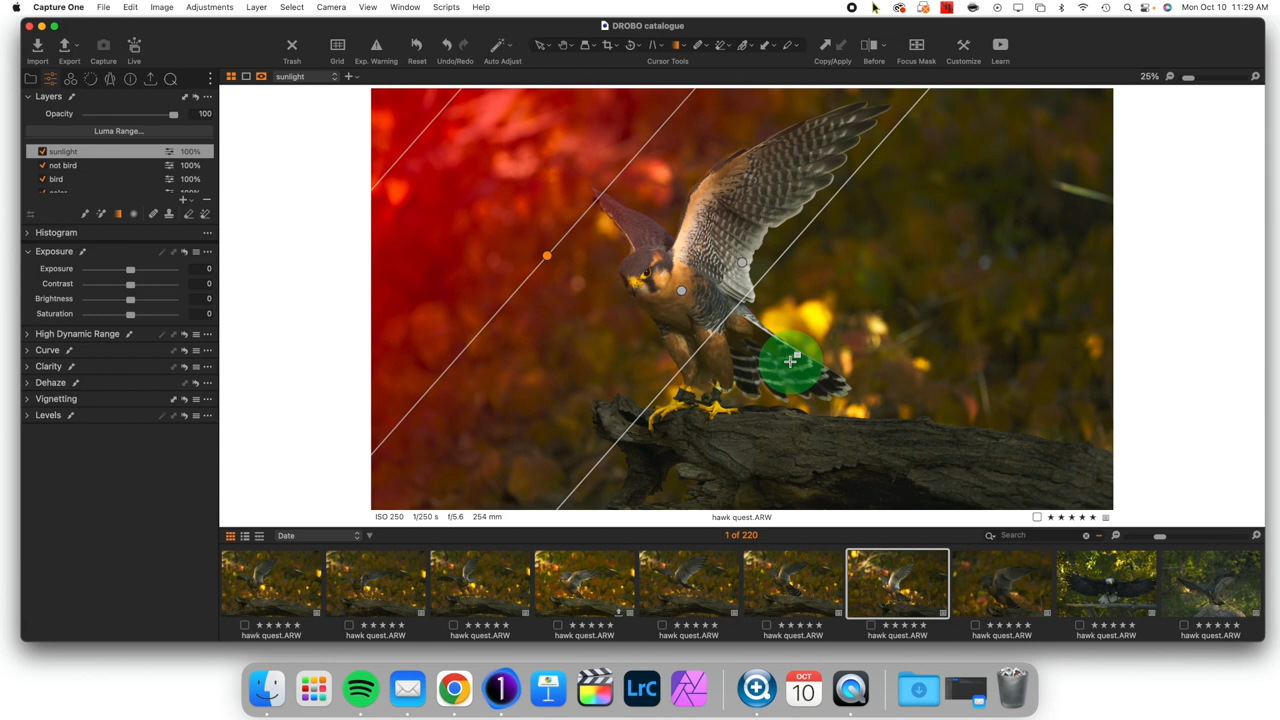 Capture One File Edit Image Adjustments Layer Select Camera View Window Scripts Help Mon Oct 10 11:29 AM
DROBO catalogue
Import Export Capture Live Trash Grid Exp. Warning Reset Undo/Redo Auto Adjust Cursor Tools Copy/Apply Before Focus Mask Customize Learn
sunlight 25%
Layers
Opacity 100
Luma Range...
sunlight 100%
not bird 100%
bird 100%
Histogram
Exposure
Exposure 0
Contrast 0
Brightness 0
Saturation 0
High Dynamic Range
Curve
Clarity
Dehaze
Vignetting
Levels
ISO 250 1/250 s f/5.6 254 mm hawk quest.ARW
Date 1 of 220 Search
hawk quest.ARW hawk quest.ARW hawk quest.ARW hawk quest.ARW hawk quest.ARW hawk quest.ARW hawk quest.ARW hawk quest.ARW hawk quest.ARW hawk quest.ARW
1 LrC OCT
10